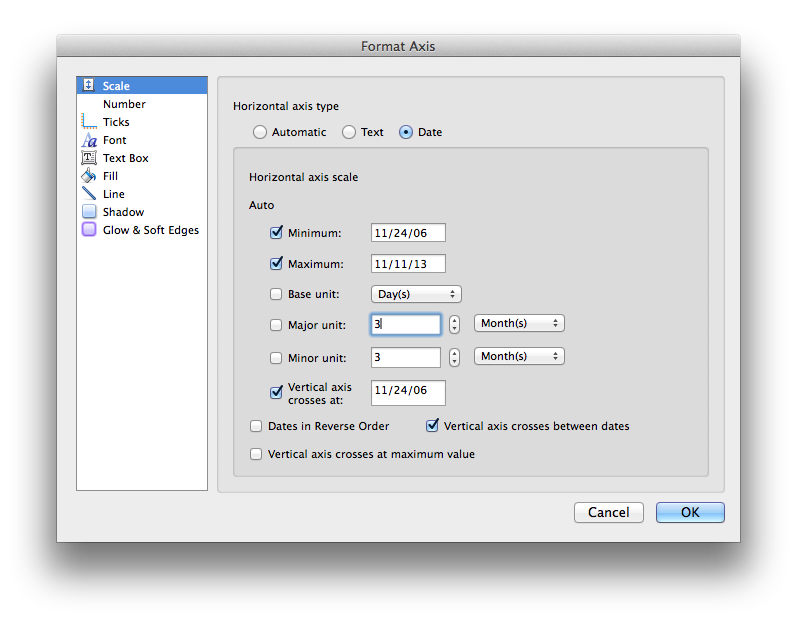 Format Axis
Scale
Number
Ticks
Font
Text Box
Fill
Line
Shadow
Glow & Soft Edges
Horizontal axis type
Automatic Text Date
Horizontal axis scale
Auto
Minimum: 11/24/06
Maximum: 11/11/13
Base unit: Day(s)
Major unit: 3 Month(s)
Minor unit: 3 Month(s)
Vertical axis
crosses at: 11/24/06
Dates in Reverse Order Vertical axis crosses between dates
Vertical axis crosses at maximum value
Cancel OK